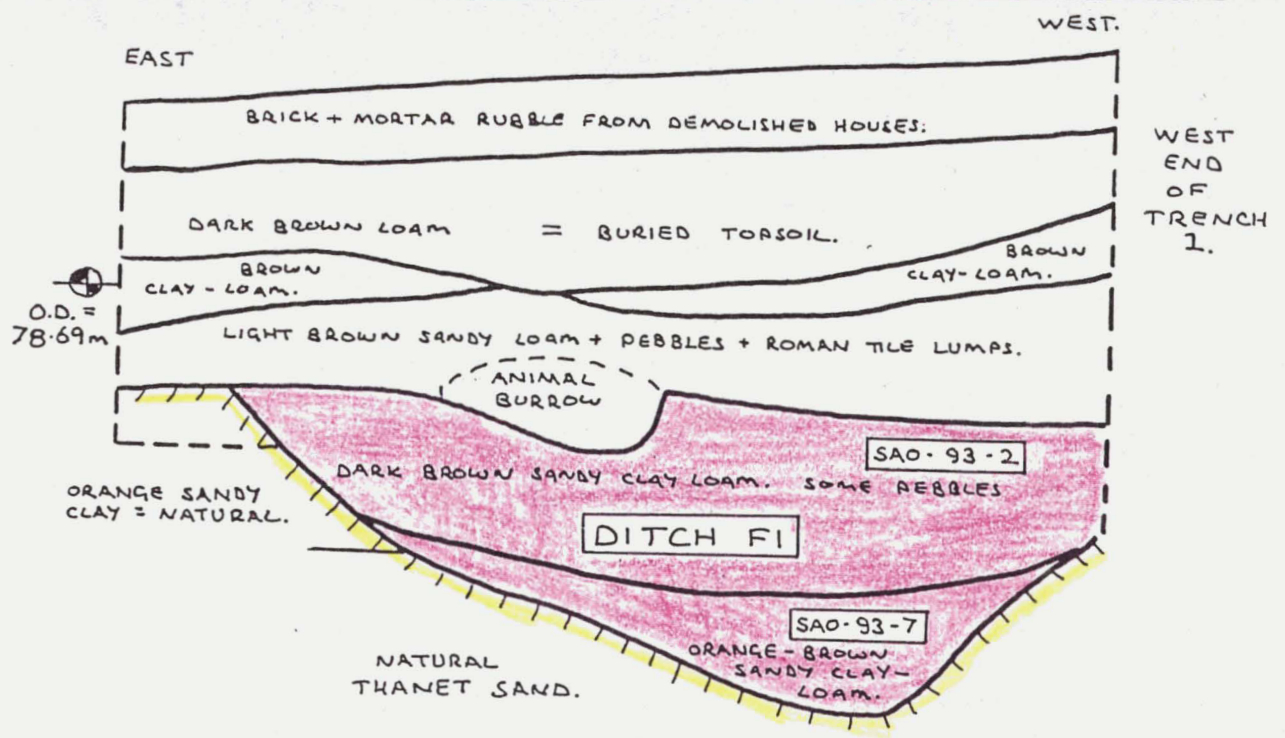 WEST.
EAST
BRICK + MORTAR RUBBLE FROM DEMOLISHED HOUSES.
WEST
END
OF
TRENCH
1.
DARK BROWN LOAM = BURIED TOPSOIL.
BROWN
CLAY-LOAM.
BROWN
CLAY-LOAM.
O.D. =
78.69m
LIGHT BROWN SANDY LOAM + PEBBLES + ROMAN TILE LUMPS.
ANIMAL
BURROW
SAO-93-2
DARK BROWN SANDY CLAY LOAM. SOME PEBBLES
ORANGE SANDY
CLAY = NATURAL.
DITCH F1
SAO-93-7
ORANGE-BROWN
SANDY CLAY-
LOAM.
NATURAL
THANET SAND.